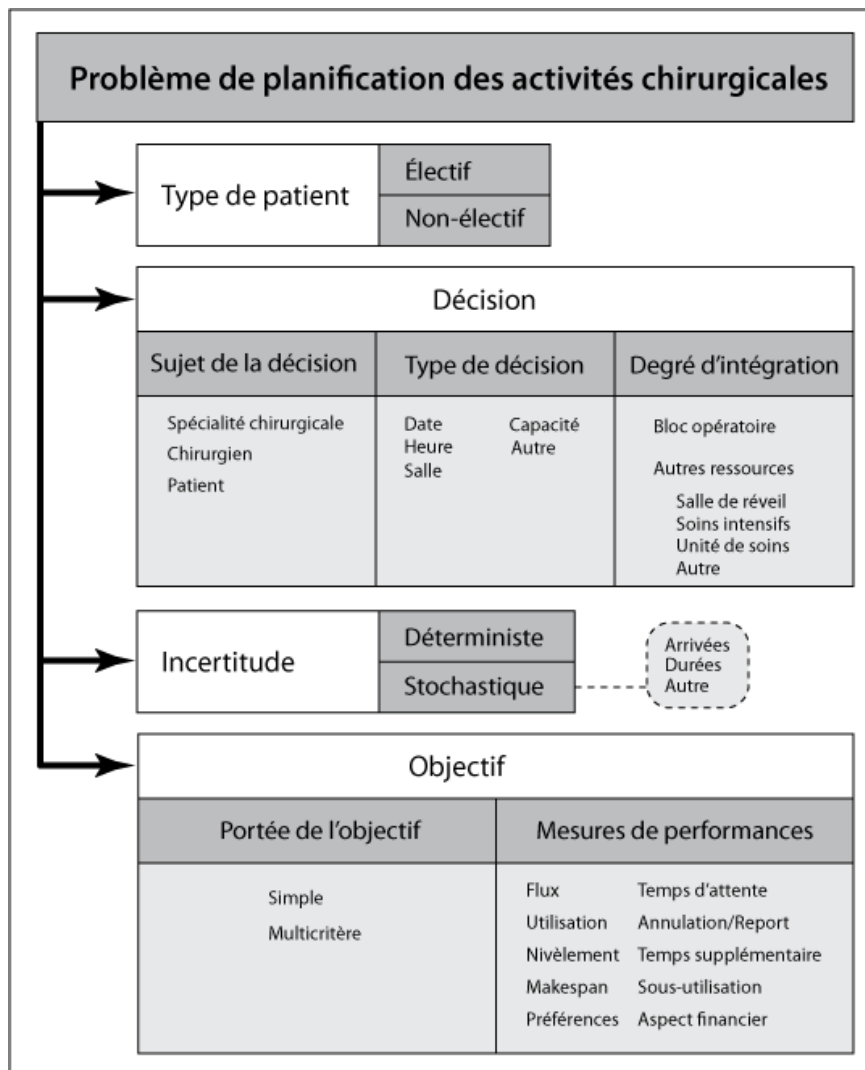 Problème de planification des activités chirurgicales
Type de patient
Électif
Non-électif
Décision
Sujet de la décision
Spécialité chirurgicale
Chirurgien
Patient
Type de décision
Date
Heure
Salle
Capacité
Autre
Degré d'intégration
Bloc opératoire
Autres ressources
Salle de réveil
Soins intensifs
Unité de soins
Autre
Incertitude
Déterministe
Stochastique
Arrivées
Durées
Autre
Objectif
Portée de l'objectif
Simple
Multicritère
Mesures de performances
Flux
Utilisation
Nivèlement
Makespan
Préférences
Temps d'attente
Annulation/Report
Temps supplémentaire
Sous-utilisation
Aspect financier